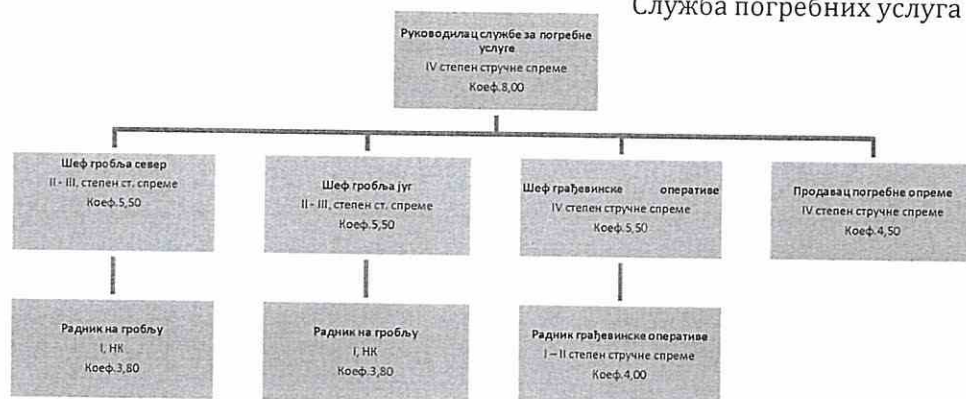 Служба погребних услуга
Руководилац службе за погребне
услуге
IV степен стручне спреме
Коеф.8,00
Шеф гробља север
II - III, степен ст. спреме
Коеф.5,50
Шеф гробља југ
II - III, степен ст. спреме
Коеф.5,50
Шеф грађевинске оперативе
IV степен стручне спреме
Коеф.5,50
Продавац погребне опреме
IV степен стручне спреме
Коеф.4,50
Радник на гробљу
I, НК
Коеф.3,80
Радник на гробљу
I, НК
Коеф.3,80
Радник грађевинске оперативе
I – II степен стручне спреме
Коеф.4,00